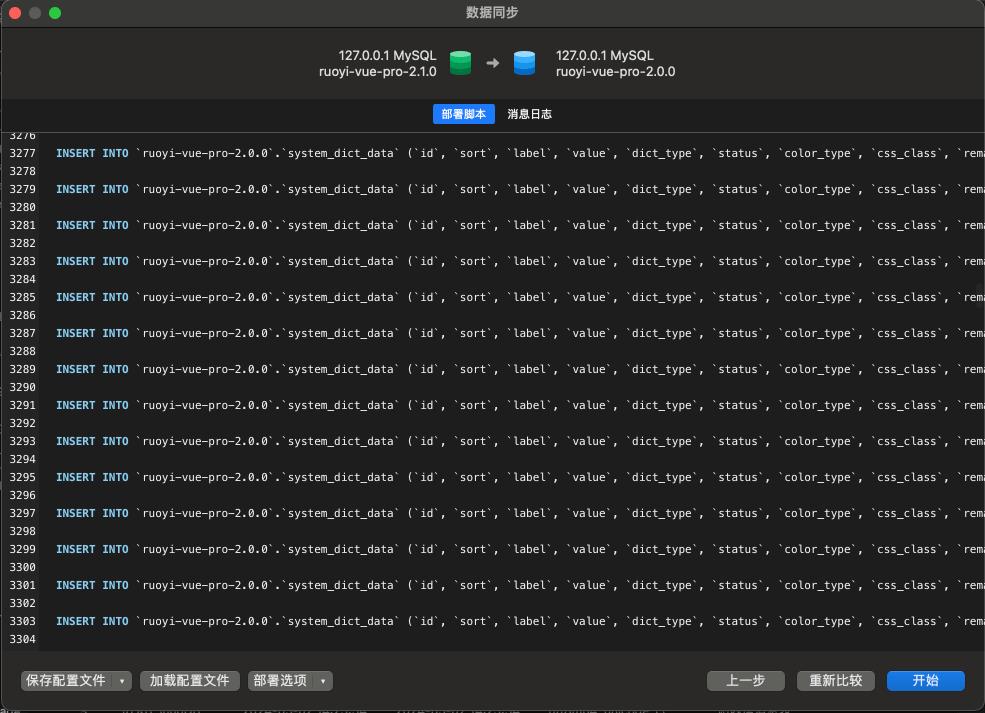 数据同步
127.0.0.1 MySQL
ruoyi-vue-pro-2.1.0
127.0.0.1 MySQL
ruoyi-vue-pro-2.0.0
部署脚本 消息日志
3276
3277 INSERT INTO `ruoyi-vue-pro-2.0.0`.`system_dict_data` (`id`, `sort`, `label`, `value`, `dict_type`, `status`, `color_type`, `css_class`, `rema
3278
3279 INSERT INTO `ruoyi-vue-pro-2.0.0`.`system_dict_data` (`id`, `sort`, `label`, `value`, `dict_type`, `status`, `color_type`, `css_class`, `rema
3280
3281 INSERT INTO `ruoyi-vue-pro-2.0.0`.`system_dict_data` (`id`, `sort`, `label`, `value`, `dict_type`, `status`, `color_type`, `css_class`, `rema
3282
3283 INSERT INTO `ruoyi-vue-pro-2.0.0`.`system_dict_data` (`id`, `sort`, `label`, `value`, `dict_type`, `status`, `color_type`, `css_class`, `rema
3284
3285 INSERT INTO `ruoyi-vue-pro-2.0.0`.`system_dict_data` (`id`, `sort`, `label`, `value`, `dict_type`, `status`, `color_type`, `css_class`, `rema
3286
3287 INSERT INTO `ruoyi-vue-pro-2.0.0`.`system_dict_data` (`id`, `sort`, `label`, `value`, `dict_type`, `status`, `color_type`, `css_class`, `rema
3288
3289 INSERT INTO `ruoyi-vue-pro-2.0.0`.`system_dict_data` (`id`, `sort`, `label`, `value`, `dict_type`, `status`, `color_type`, `css_class`, `rema
3290
3291 INSERT INTO `ruoyi-vue-pro-2.0.0`.`system_dict_data` (`id`, `sort`, `label`, `value`, `dict_type`, `status`, `color_type`, `css_class`, `rema
3292
3293 INSERT INTO `ruoyi-vue-pro-2.0.0`.`system_dict_data` (`id`, `sort`, `label`, `value`, `dict_type`, `status`, `color_type`, `css_class`, `rema
3294
3295 INSERT INTO `ruoyi-vue-pro-2.0.0`.`system_dict_data` (`id`, `sort`, `label`, `value`, `dict_type`, `status`, `color_type`, `css_class`, `rema
3296
3297 INSERT INTO `ruoyi-vue-pro-2.0.0`.`system_dict_data` (`id`, `sort`, `label`, `value`, `dict_type`, `status`, `color_type`, `css_class`, `rema
3298
3299 INSERT INTO `ruoyi-vue-pro-2.0.0`.`system_dict_data` (`id`, `sort`, `label`, `value`, `dict_type`, `status`, `color_type`, `css_class`, `rema
3300
3301 INSERT INTO `ruoyi-vue-pro-2.0.0`.`system_dict_data` (`id`, `sort`, `label`, `value`, `dict_type`, `status`, `color_type`, `css_class`, `rema
3302
3303 INSERT INTO `ruoyi-vue-pro-2.0.0`.`system_dict_data` (`id`, `sort`, `label`, `value`, `dict_type`, `status`, `color_type`, `css_class`, `rema
3304
保存配置文件 加载配置文件 部署选项 上一步 重新比较 开始